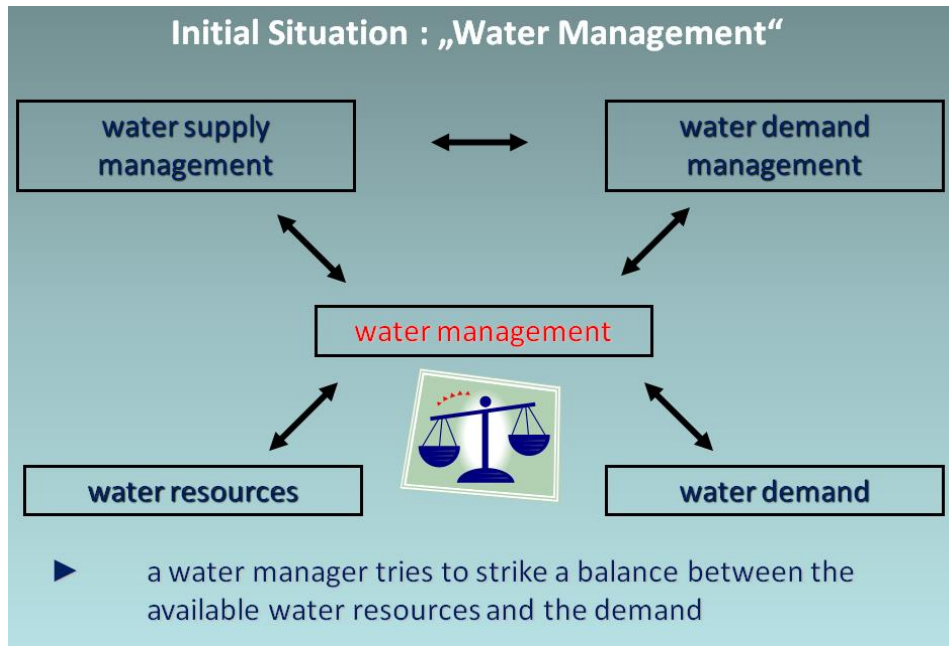 Initial Situation : „Water Management“
water supply
management
water demand
management
water management
water resources
water demand
► a water manager tries to strike a balance between the
available water resources and the demand